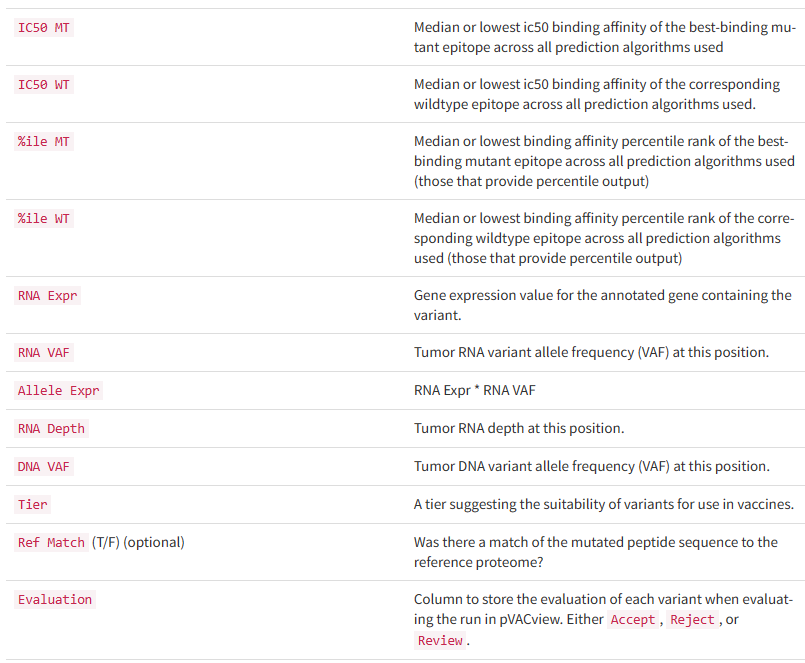 IC50 MT
Median or lowest ic50 binding affinity of the best-binding mu-
tant epitope across all prediction algorithms used
IC50 WT
Median or lowest ic50 binding affinity of the corresponding
wildtype epitope across all prediction algorithms used.
%ile MT
Median or lowest binding affinity percentile rank of the best-
binding mutant epitope across all prediction algorithms used
(those that provide percentile output)
%ile WT
Median or lowest binding affinity percentile rank of the corre-
sponding wildtype epitope across all prediction algorithms
used (those that provide percentile output)
RNA Expr
Gene expression value for the annotated gene containing the
variant.
RNA VAF
Tumor RNA variant allele frequency (VAF) at this position.
Allele Expr
RNA Expr * RNA VAF
RNA Depth
Tumor RNA depth at this position.
DNA VAF
Tumor DNA variant allele frequency (VAF) at this position.
Tier
A tier suggesting the suitability of variants for use in vaccines.
Ref Match (T/F) (optional)
Was there a match of the mutated peptide sequence to the
reference proteome?
Evaluation
Column to store the evaluation of each variant when evaluat-
ing the run in pVACview. Either Accept, Reject, or
Review.